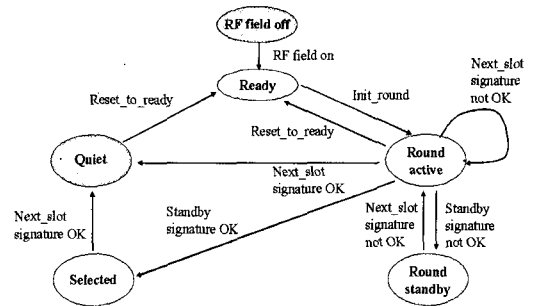 RF field off
RF field on
Ready
Next_slot
signature
not OK
Reset_to_ready
Init_round
Reset_to_ready
Quiet
Round
active
Next_slot
signature OK
Next_slot
signature OK
Standby
signature OK
Next_slot
signature
not OK
Standby
signature
not OK
Selected
Round
standby